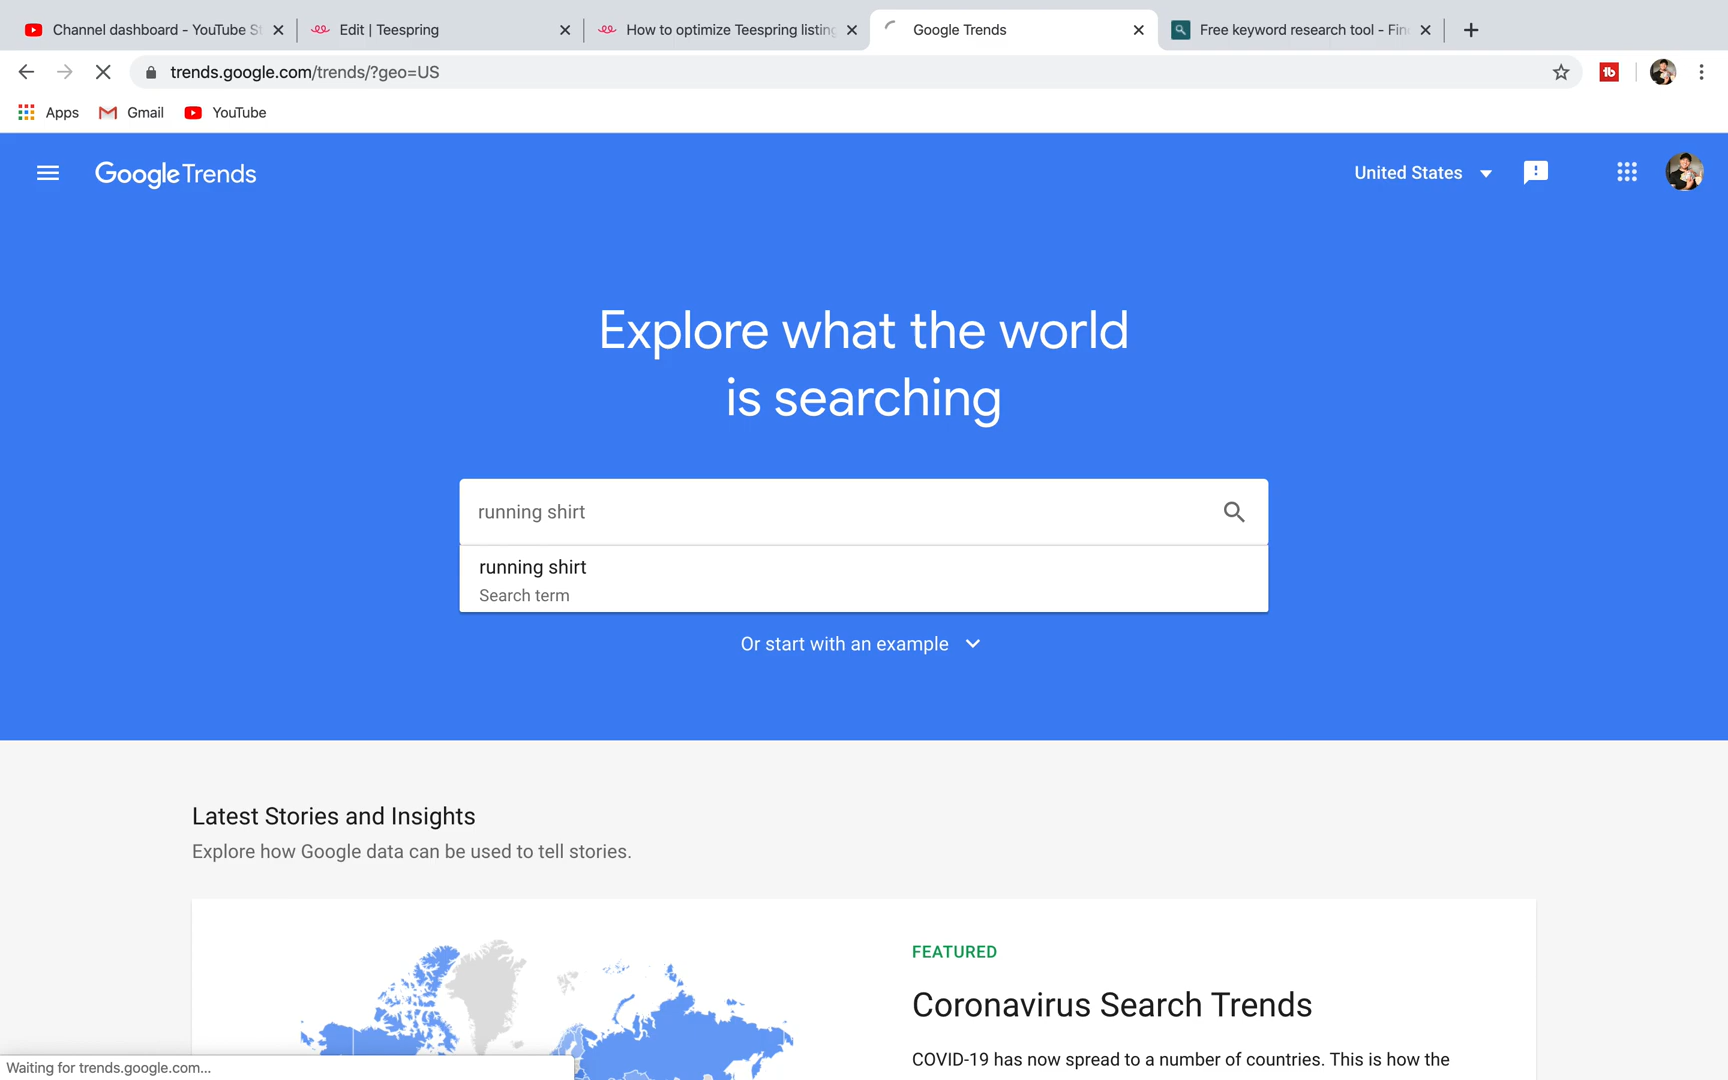 Channel dashboard - YouTube St
Edit | Teespring
How to optimize Teespring listing
Google Trends
Free keyword research tool - Fin
trends.google.com/trends/?geo=US
Apps
Gmail
YouTube
Google Trends
United States
Explore what the world
is searching
running shirt
running shirt
Search term
Or start with an example
Latest Stories and Insights
Explore how Google data can be used to tell stories.
FEATURED
Coronavirus Search Trends
COVID-19 has now spread to a number of countries. This is how the
Waiting for trends.google.com...